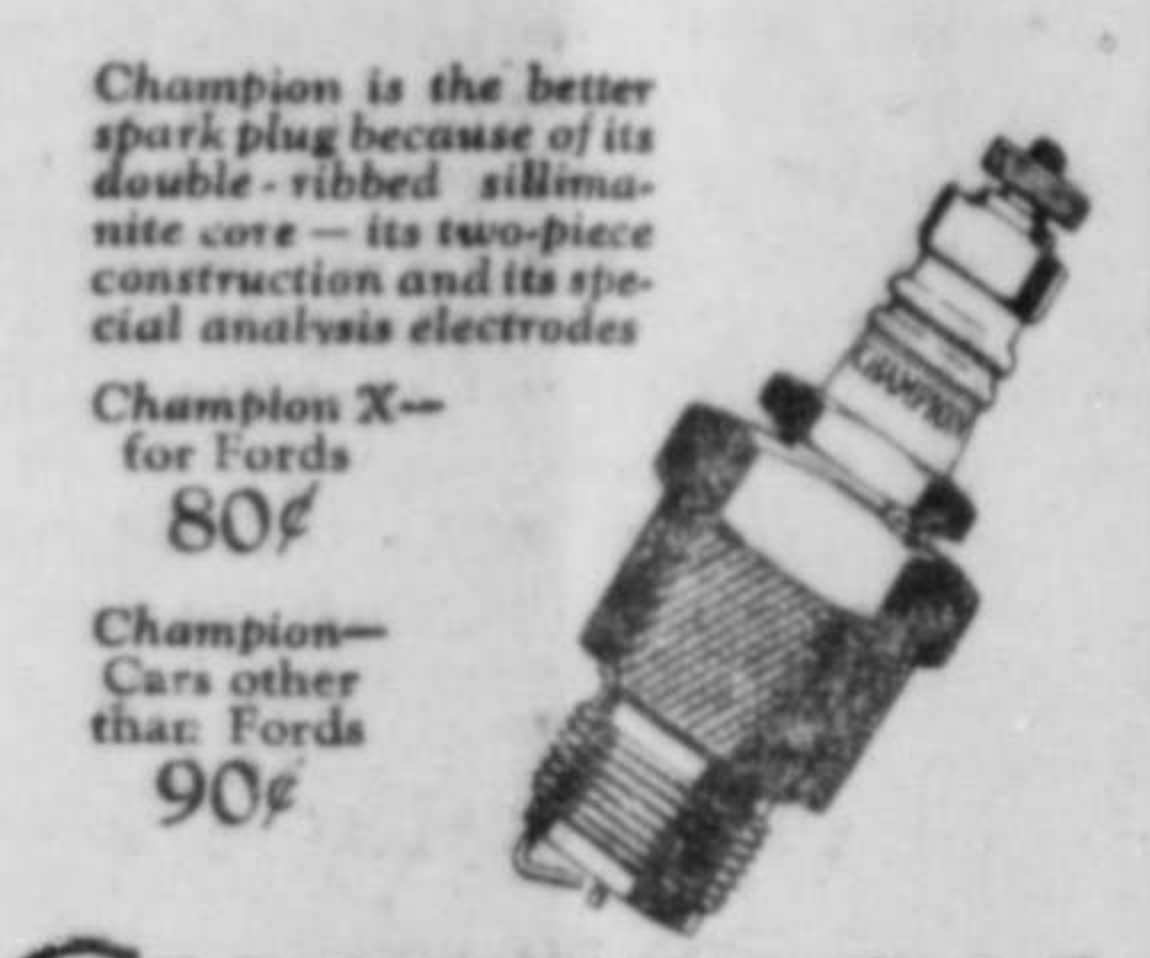 Champion is the better
spark plug because of its
double-ribbed sillima-
nite core — its two-piece
construction and its spe-
cial analysis electrodes
Champion X—
for Fords
80¢
Champion—
Cars other
than Fords
90¢
CHAMPION